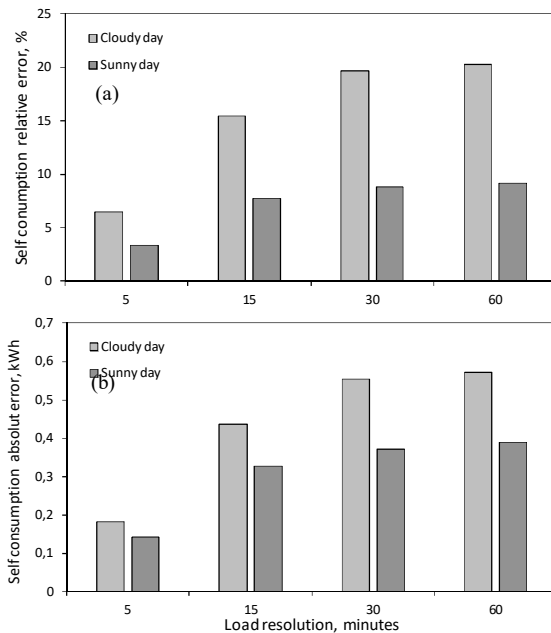 25
20
15
10
5
0
Self conumption relative error, %
Cloudy day
Sunny day
(a)
5 15 30 60
0,7
0,6
0,5
0,4
0,3
0,2
0,1
0
Self consumption absolut error, kWh
Cloudy day
Sunny day
(b)
5 15 30 60
Load resolution, minutes